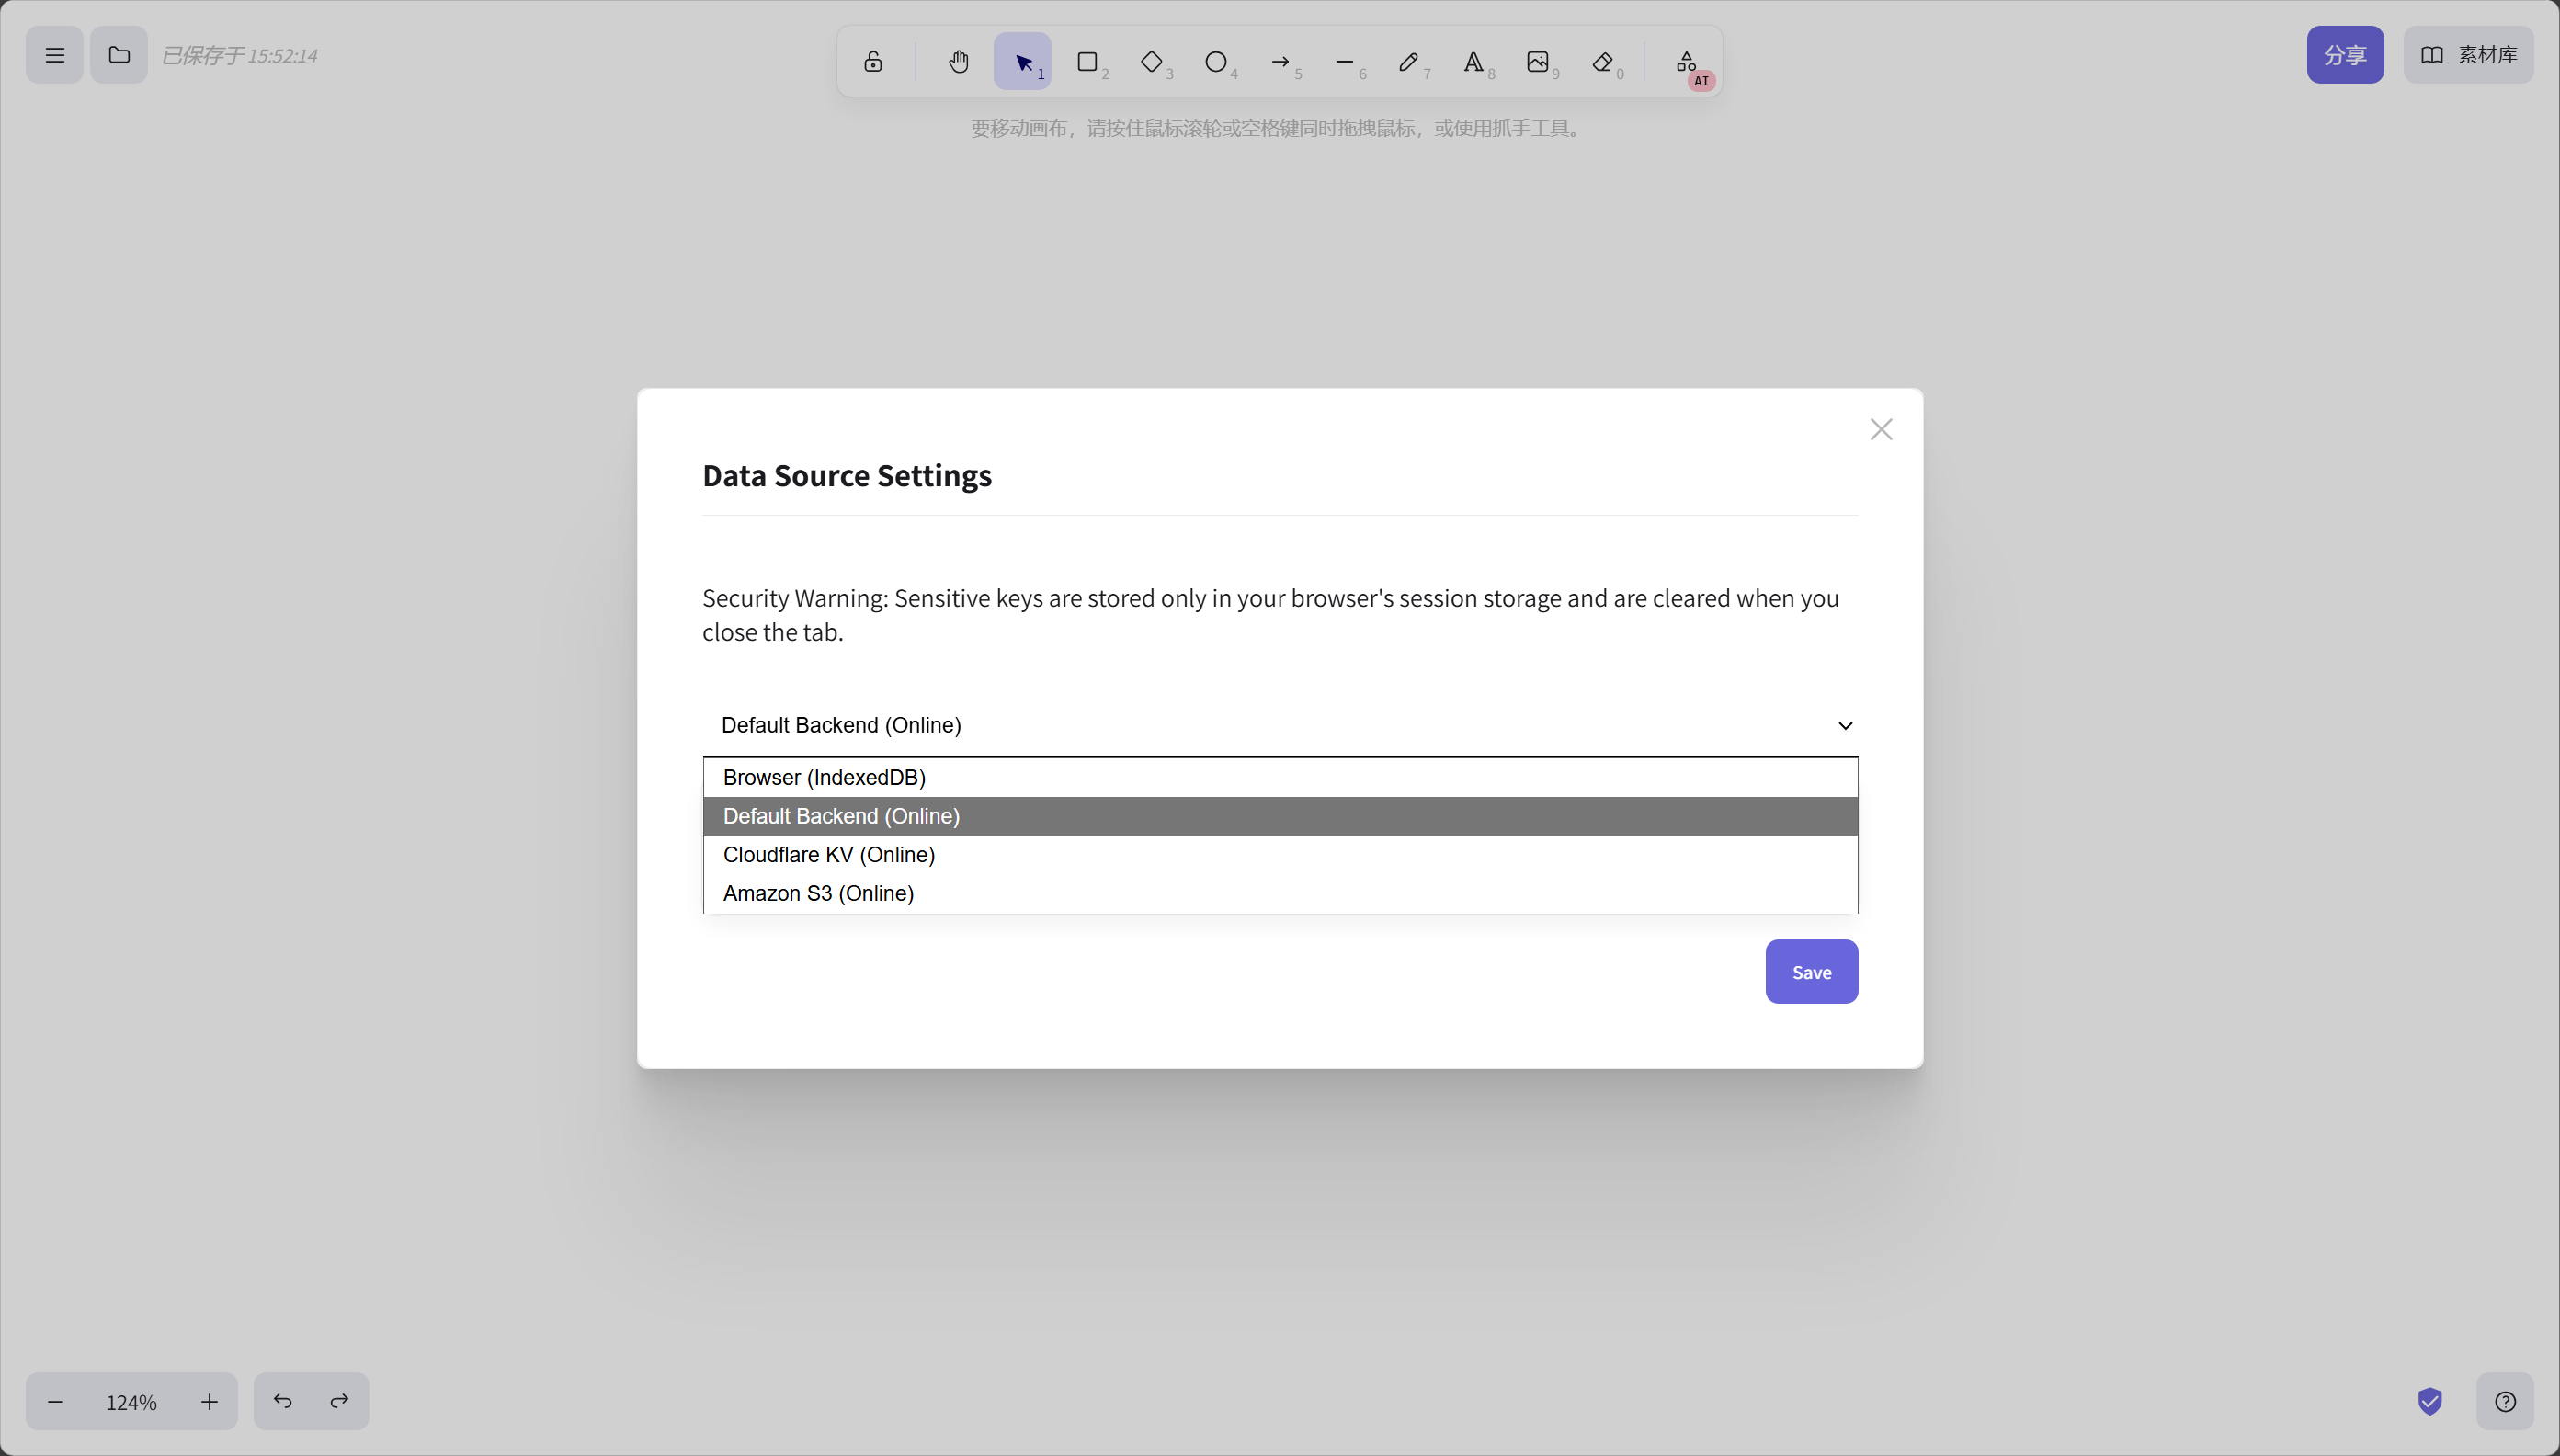 已保存于 15:52:14
1
2
3
4
5
6
7
8
9
0
AI
分享
素材库
要移动画布，请按住鼠标滚轮或空格键同时拖拽鼠标，或使用抓手工具。
Data Source Settings
Security Warning: Sensitive keys are stored only in your browser's session storage and are cleared when you
close the tab.
Default Backend (Online)
Browser (IndexedDB)
Default Backend (Online)
Cloudflare KV (Online)
Amazon S3 (Online)
Save
124%